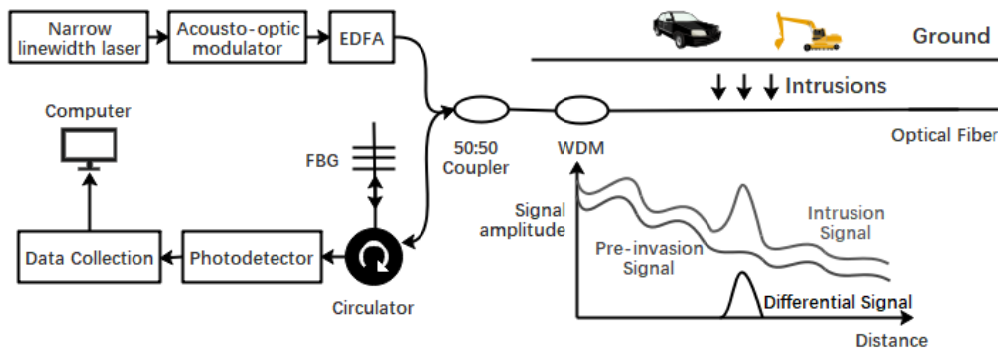 Narrow
linewidth laser
Acousto-optic
modulator
EDFA
Ground
Intrusions
Computer
FBG
50:50
Coupler
WDM
Optical Fiber
Signal
amplitude
Intrusion
Signal
Pre-invasion
Signal
Data Collection
Photodetector
Circulator
Differential Signal
Distance